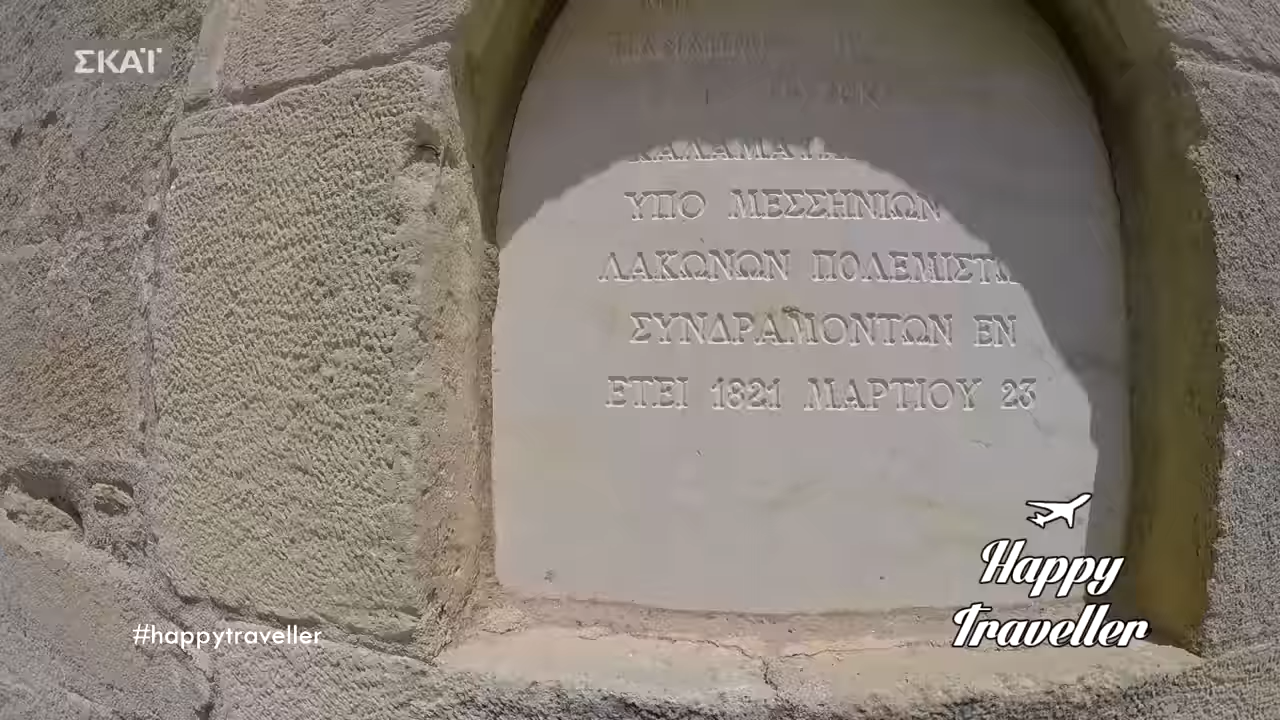 ΣΚΑΪ
ΥΠΟ ΜΕΣΣΗΝΙΩΝ
ΛΑΚΩΝΩΝ ΠΟΛΕΜΙΣΤΩ
ΣΥΝΔΡΑΜΟΝΤΩΝ ΕΝ
ΕΤΕΙ 1821 ΜΑΡΤΙΟΥ 23
#happytraveller
Happy
Traveller